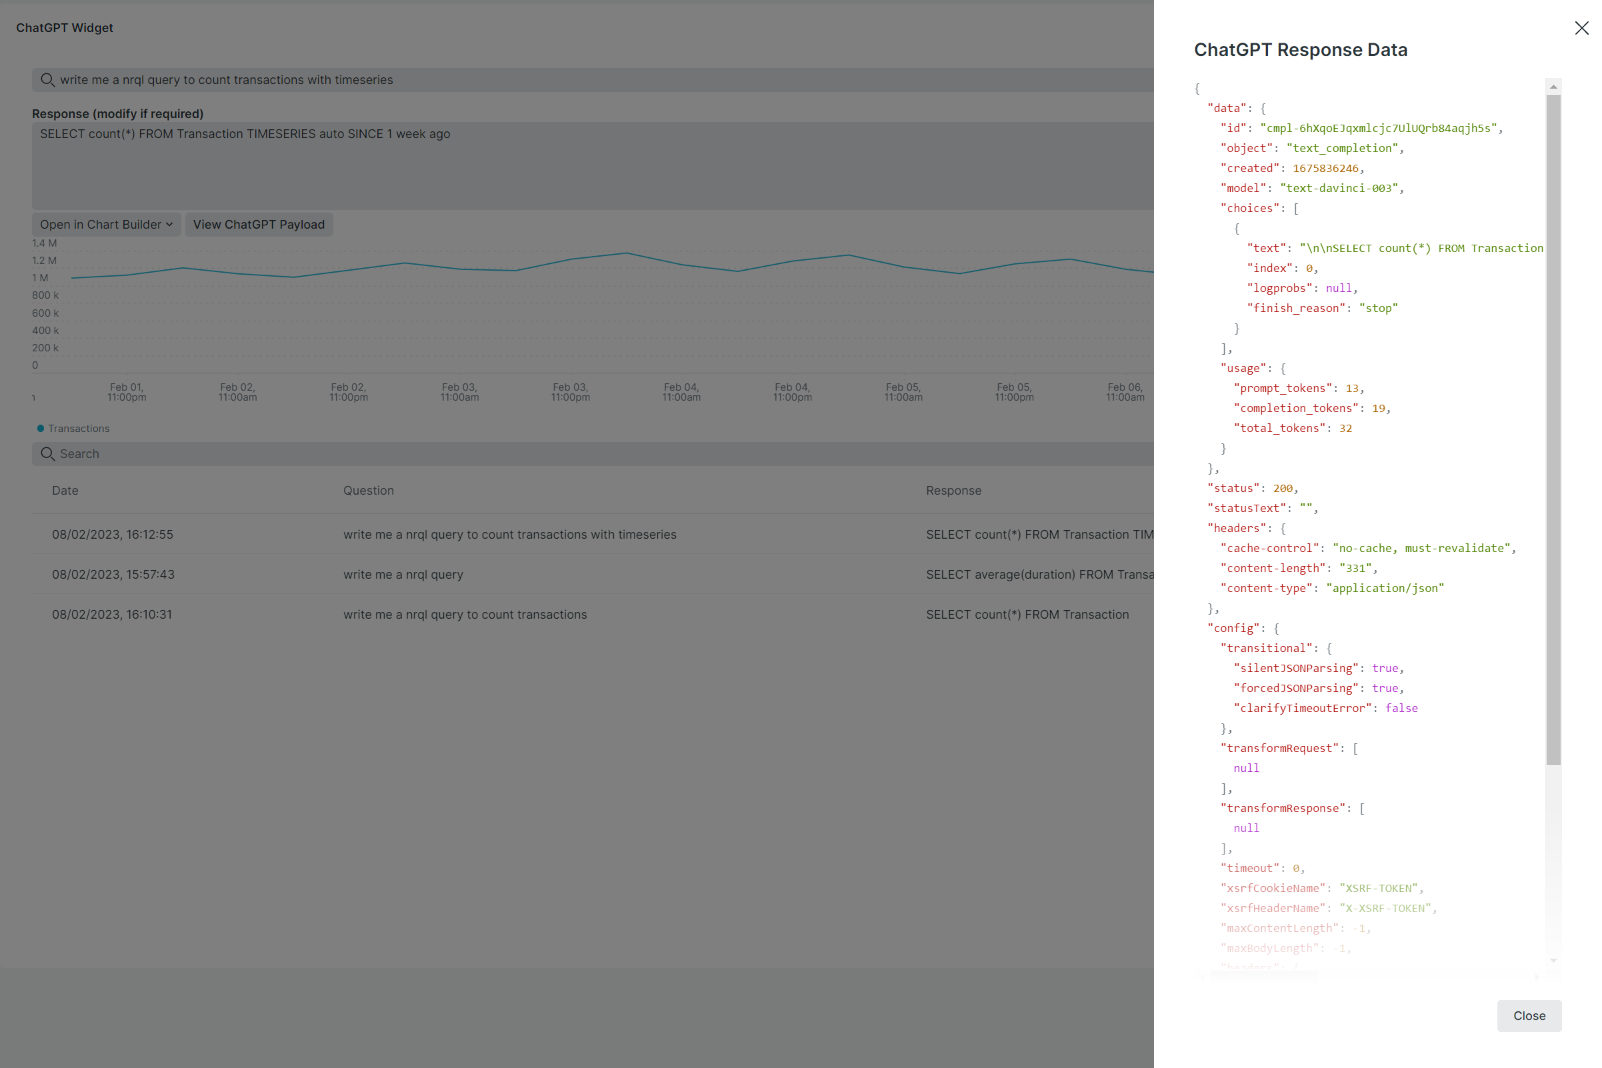 ChatGPT Widget
write me a nrql query to count transactions with timeseries
Response (modify if required)
SELECT count(*) FROM Transaction TIMESERIES auto SINCE 1 week ago
Open in Chart Builder
View ChatGPT Payload
1.4 M
1.2 M
1 M
800 k
600 k
400 k
200 k
0
Feb 01, 11:00pm
Feb 02, 11:00am
Feb 02, 11:00pm
Feb 03, 11:00am
Feb 03, 11:00pm
Feb 04, 11:00am
Feb 04, 11:00pm
Feb 05, 11:00am
Feb 05, 11:00pm
Feb 06, 11:00am
Transactions
Search
Date Question Response
08/02/2023, 16:12:55 write me a nrql query to count transactions with timeseries SELECT count(*) FROM Transaction TIM
08/02/2023, 15:57:43 write me a nrql query SELECT average(duration) FROM Transa
08/02/2023, 16:10:31 write me a nrql query to count transactions SELECT count(*) FROM Transaction
ChatGPT Response Data
{
"data": {
"id": "cmpl-6hXqoEJqxmlcjc7UlUQrb84aqjh5s",
"object": "text_completion",
"created": 1675836246,
"model": "text-davinci-003",
"choices": [
{
"text": "\n\nSELECT count(*) FROM Transaction
"index": 0,
"logprobs": null,
"finish_reason": "stop"
}
],
"usage": {
"prompt_tokens": 13,
"completion_tokens": 19,
"total_tokens": 32
}
},
"status": 200,
"statusText": "",
"headers": {
"cache-control": "no-cache, must-revalidate",
"content-length": "331",
"content-type": "application/json"
},
"config": {
"transitional": {
"silentJSONParsing": true,
"forcedJSONParsing": true,
"clarifyTimeoutError": false
},
"transformRequest": [
null
],
"transformResponse": [
null
],
"timeout": 0,
"xsrfCookieName": "XSRF-TOKEN",
"xsrfHeaderName": "X-XSRF-TOKEN",
"maxContentLength": -1,
"maxBodyLength": -1,
"headers": {
Close